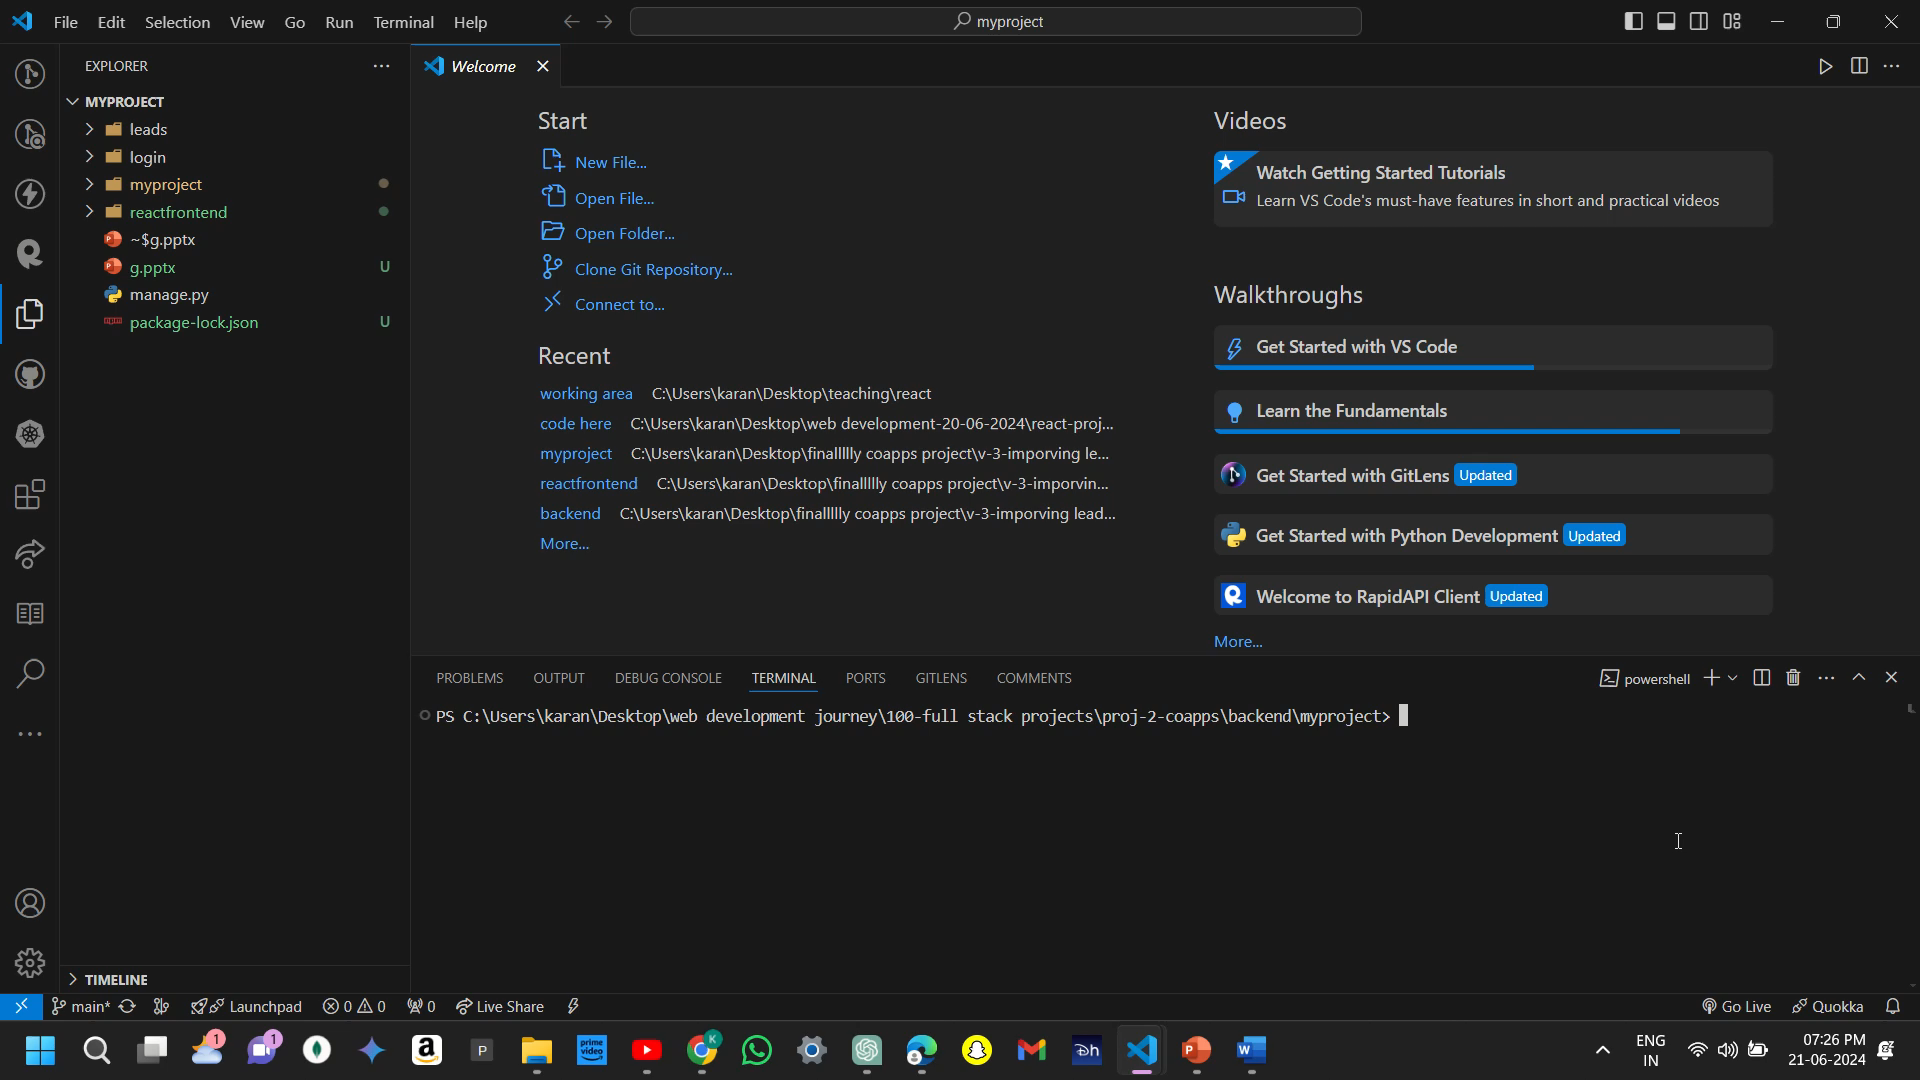 File Edit Selection View Go Run Terminal Help
myproject
EXPLORER
MYPROJECT
leads
login
myproject
reactfrontend
~$g.pptx
g.pptx U
manage.py
package-lock.json U
TIMELINE
Welcome
Start
New File...
Open File...
Open Folder...
Clone Git Repository...
Connect to...
Recent
working area C:\Users\karan\Desktop\teaching\react
code here C:\Users\karan\Desktop\web development-20-06-2024\react-proj...
myproject C:\Users\karan\Desktop\finallllly coapps project\v-3-imporving le...
reactfrontend C:\Users\karan\Desktop\finallllly coapps project\v-3-imporvin...
backend C:\Users\karan\Desktop\finallllly coapps project\v-3-imporving lead...
More...
Videos
Watch Getting Started Tutorials
Learn VS Code's must-have features in short and practical videos
Walkthroughs
Get Started with VS Code
Learn the Fundamentals
Get Started with GitLens Updated
Get Started with Python Development Updated
Welcome to RapidAPI Client Updated
More...
PROBLEMS OUTPUT DEBUG CONSOLE TERMINAL PORTS GITLENS COMMENTS
powershell
PS C:\Users\karan\Desktop\web development journey\100-full stack projects\proj-2-coapps\backend\myproject>
main* Launchpad 0 0 0 Live Share
Go Live Quokka
1
1
P
prime video
K
Dh
ENG
IN
07:26 PM
21-06-2024